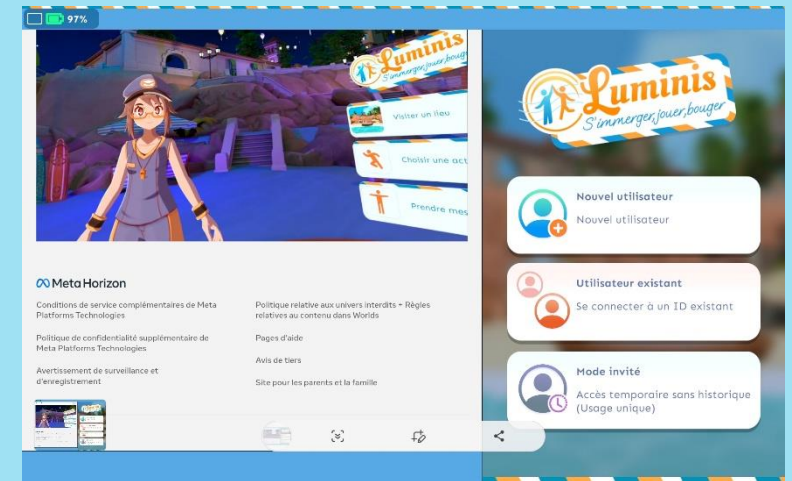 97%
Luminis
S'immerger, jouer, boug
Visiter un lieu
Choisir une act
Prendre mes
Meta Horizon
Conditions de service complémentaires de Meta
Platforms Technologies
Politique de confidentialité supplémentaire de
Meta Platforms Technologies
Avertissement de surveillance et
d'enregistrement
Politique relative aux univers interdits + Règles
relatives au contenu dans Worlds
Pages d'aide
Avis de tiers
Site pour les parents et la famille
Luminis
S'immerger, jouer, bouger
Nouvel utilisateur
Nouvel utilisateur
Utilisateur existant
Se connecter à un ID existant
Mode invité
Accès temporaire sans historique
(Usage unique)